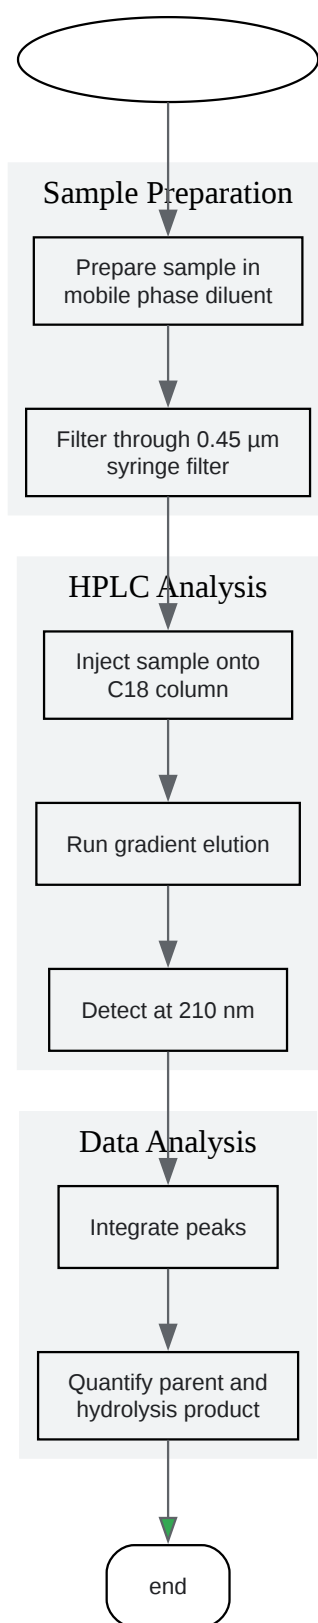 Sample Preparation
Prepare sample in
mobile phase diluent
Filter through 0.45 µm
syringe filter
HPLC Analysis
Inject sample onto
C18 column
Run gradient elution
Detect at 210 nm
Data Analysis
Integrate peaks
Quantify parent and
hydrolysis product
end